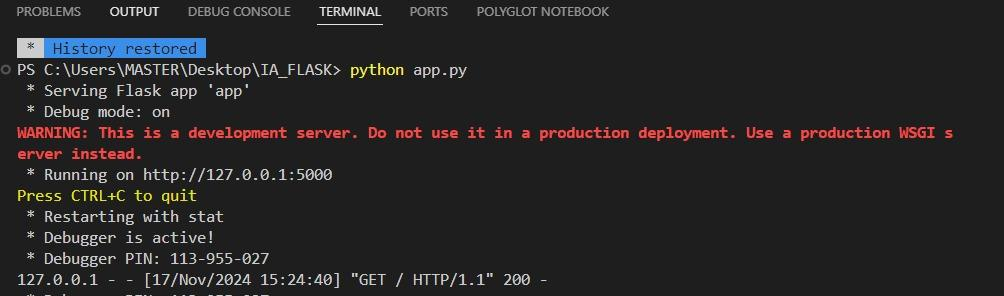 PROBLEMS OUTPUT DEBUG CONSOLE TERMINAL PORTS POLYGLOT NOTEBOOK
* History restored
PS C:\Users\MASTER\Desktop\IA_FLASK> python app.py
* Serving Flask app 'app'
* Debug mode: on
WARNING: This is a development server. Do not use it in a production deployment. Use a production WSGI s
erver instead.
* Running on http://127.0.0.1:5000
Press CTRL+C to quit
* Restarting with stat
* Debugger is active!
* Debugger PIN: 113-955-027
127.0.0.1 - - [17/Nov/2024 15:24:40] "GET / HTTP/1.1" 200 -